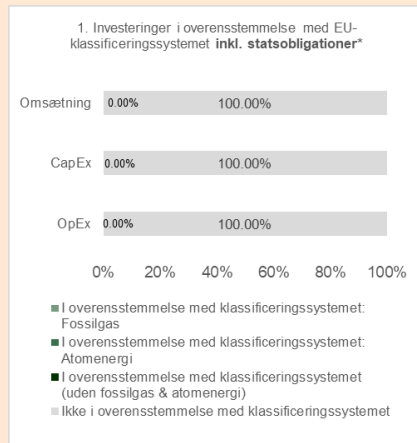 1. Investeringer i overensstemmelse med EU-
klassificeringssystemet inkl. statsobligationer*
Omsætning 0.00% 100.00%
CapEx 0.00% 100.00%
OpEx 0.00% 100.00%
0% 20% 40% 60% 80% 100%
I overensstemmelse med klassificeringssystemet:
Fossilgas
I overensstemmelse med klassificeringssystemet:
Atomenergi
I overensstemmelse med klassificeringssystemet
(uden fossilgas & atomenergi)
Ikke i overensstemmelse med klassificeringssystemet